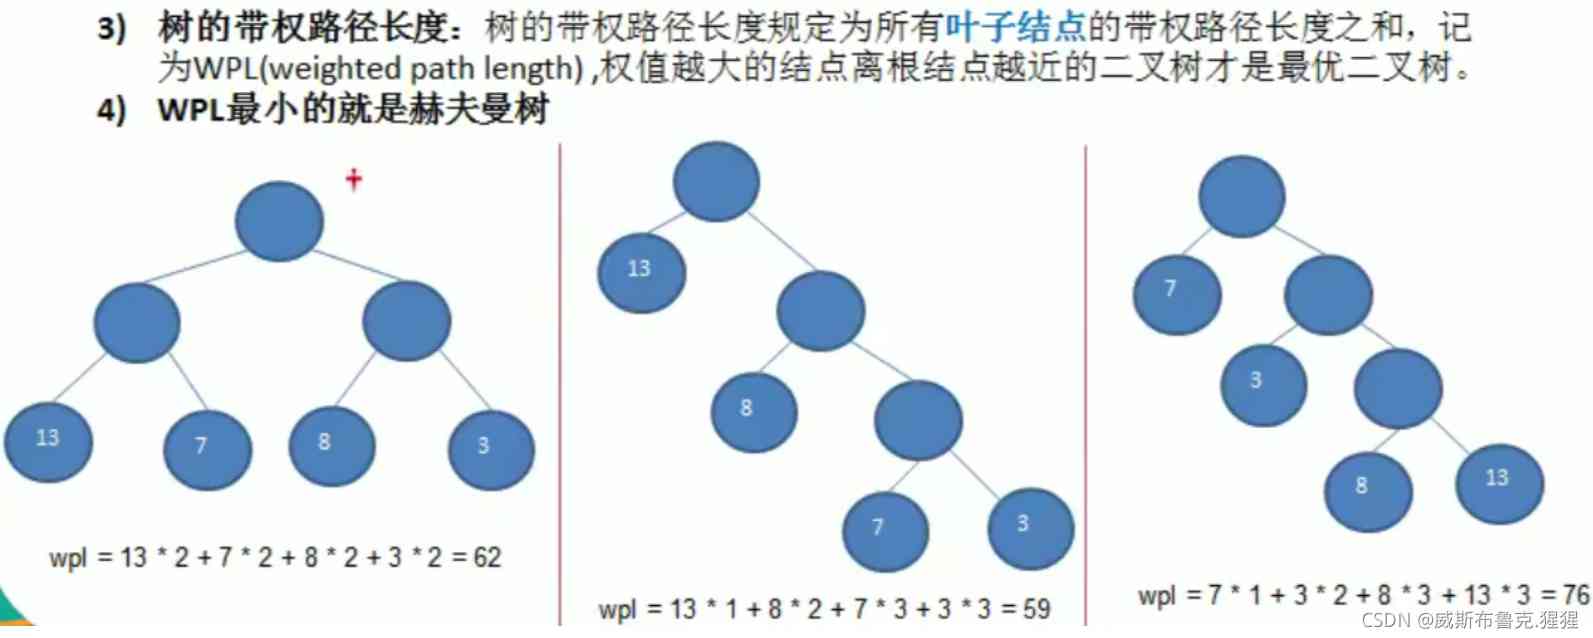 3) 树的带权路径长度：树的带权路径长度规定为所有叶子结点的带权路径长度之和，记
为WPL(weighted path length) ,权值越大的结点离根结点越近的二叉树才是最优二叉树。
4) WPL最小的就是赫夫曼树
13
7
8
3
wpl = 13 * 2 + 7 * 2 + 8 * 2 + 3 * 2 = 62
13
8
7
3
wpl = 13 * 1 + 8 * 2 + 7 * 3 + 3 * 3 = 59
7
3
8
13
wpl = 7 * 1 + 3 * 2 + 8 * 3 + 13 * 3 = 76
CSDN @威斯布鲁克.猩猩